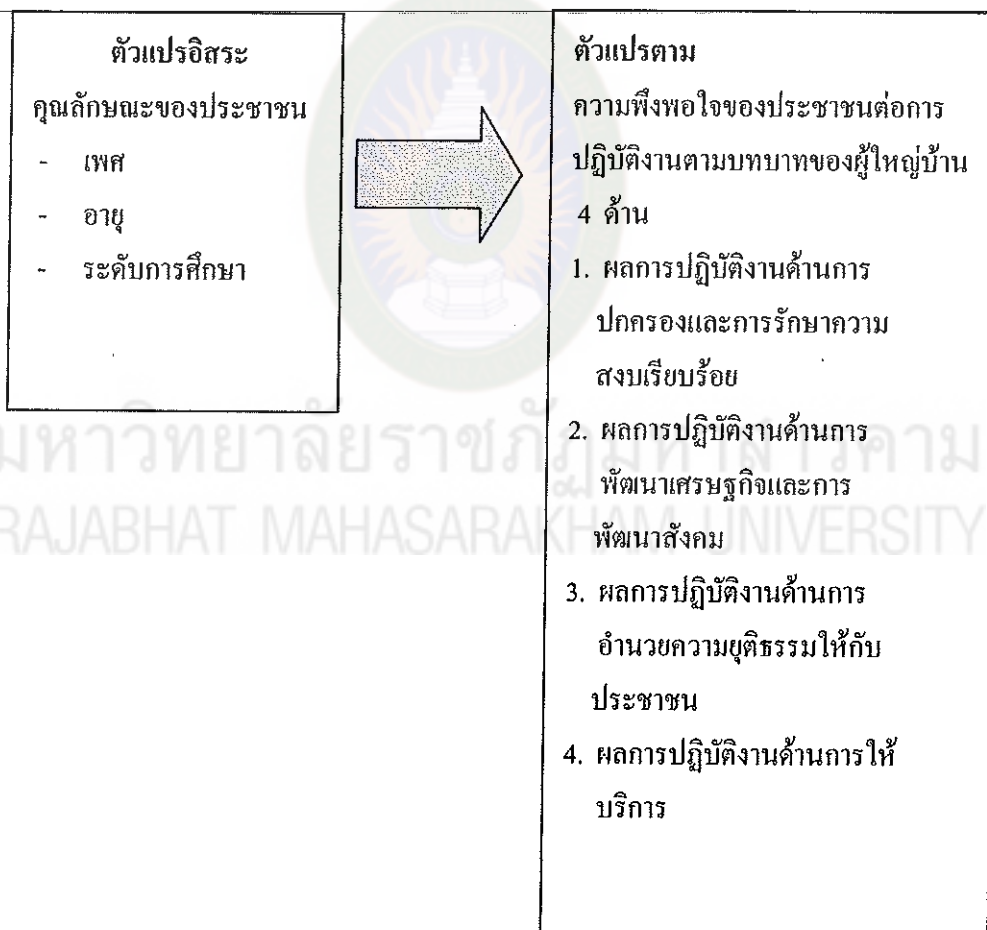 ตัวแปรอิสระ
คุณลักษณะของประชาชน
- เพศ
- อายุ
- ระดับการศึกษา
ตัวแปรตาม
ความพึงพอใจของประชาชนต่อการ
ปฏิบัติงานตามบทบาทของผู้ใหญ่บ้าน
4 ด้าน
1. ผลการปฏิบัติงานด้านการ
ปกครองและการรักษาความ
สงบเรียบร้อย
2. ผลการปฏิบัติงานด้านการ
พัฒนาเศรษฐกิจและการ
พัฒนาสังคม
3. ผลการปฏิบัติงานด้านการ
อำนวยความยุติธรรมให้กับ
ประชาชน
4. ผลการปฏิบัติงานด้านการให้
บริการ
มหาวิทยาลัยราชภัฏมหาสารคาม
RAJABHAT MAHASARAKHAM UNIVERSITY